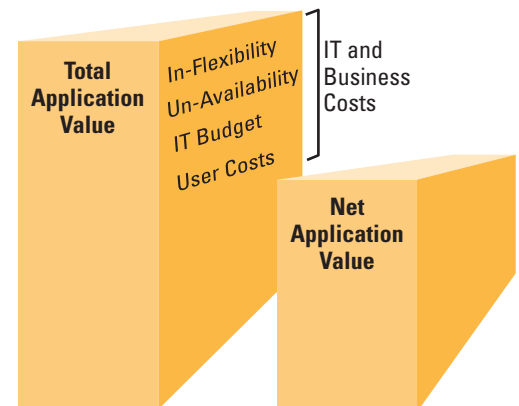 Total
Application
Value
In-Flexibility
Un-Availability
IT Budget
User Costs
IT and
Business
Costs
Net
Application
Value